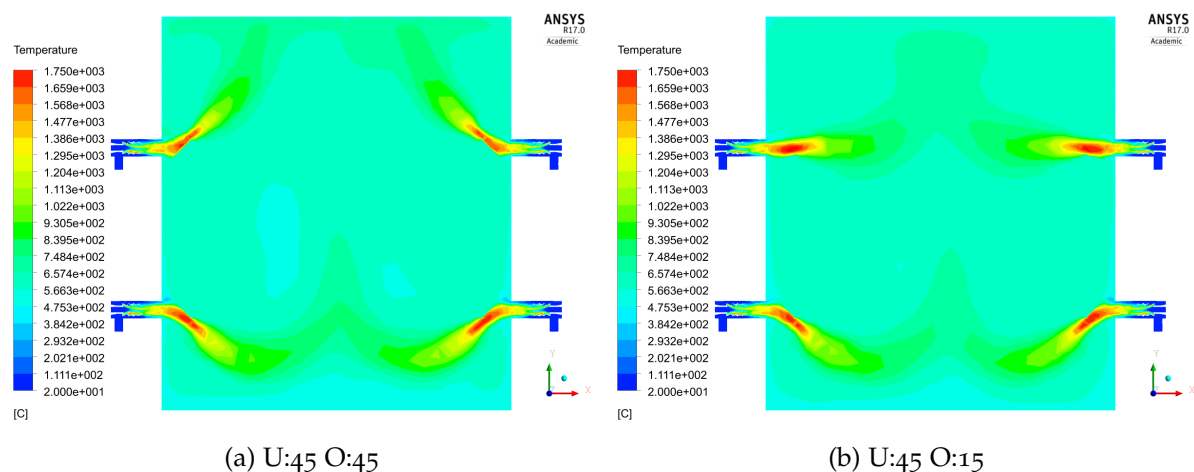 ANSYS
R17.0
Academic
Temperature
1.750e+003
1.659e+003
1.568e+003
1.477e+003
1.386e+003
1.295e+003
1.204e+003
1.113e+003
1.022e+003
9.305e+002
8.395e+002
7.484e+002
6.574e+002
5.663e+002
4.753e+002
3.842e+002
2.932e+002
2.021e+002
1.111e+002
2.000e+001
[C]
Y
X
Z
(a) U:45 O:45
ANSYS
R17.0
Academic
Temperature
1.750e+003
1.659e+003
1.568e+003
1.477e+003
1.386e+003
1.295e+003
1.204e+003
1.113e+003
1.022e+003
9.305e+002
8.395e+002
7.484e+002
6.574e+002
5.663e+002
4.753e+002
3.842e+002
2.932e+002
2.021e+002
1.111e+002
2.000e+001
[C]
Y
X
Z
(b) U:45 O:15